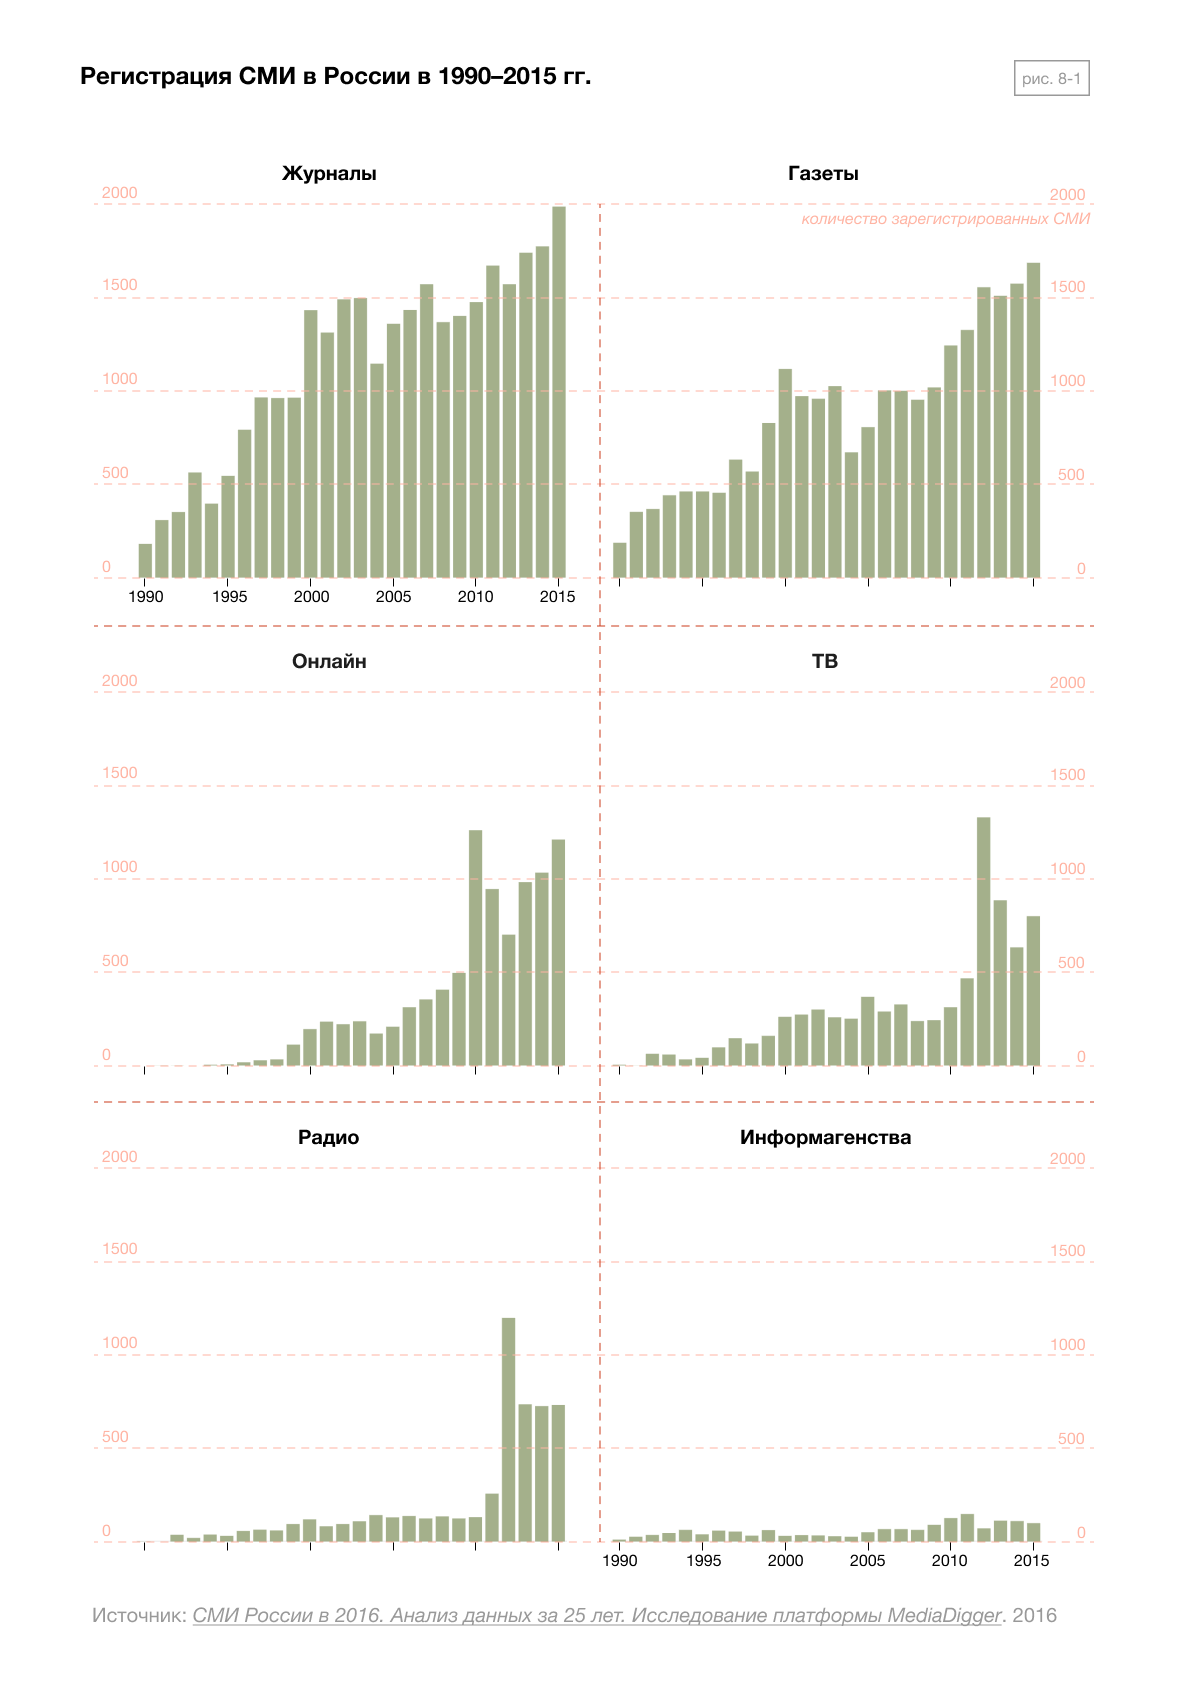 Регистрация СМИ в России в 1990–2015 гг.
рис. 8-1
Журналы
Газеты
2000
2000
количество зарегистрированных СМИ
1500
1500
1000
1000
500
500
0
0
1990 1995 2000 2005 2010 2015
Онлайн
ТВ
2000
2000
1500
1500
1000
1000
500
500
0
0
Радио
Информагенства
2000
2000
1500
1500
1000
1000
500
500
0
0
1990 1995 2000 2005 2010 2015
Источник: СМИ России в 2016. Анализ данных за 25 лет. Исследование платформы MediaDigger. 2016